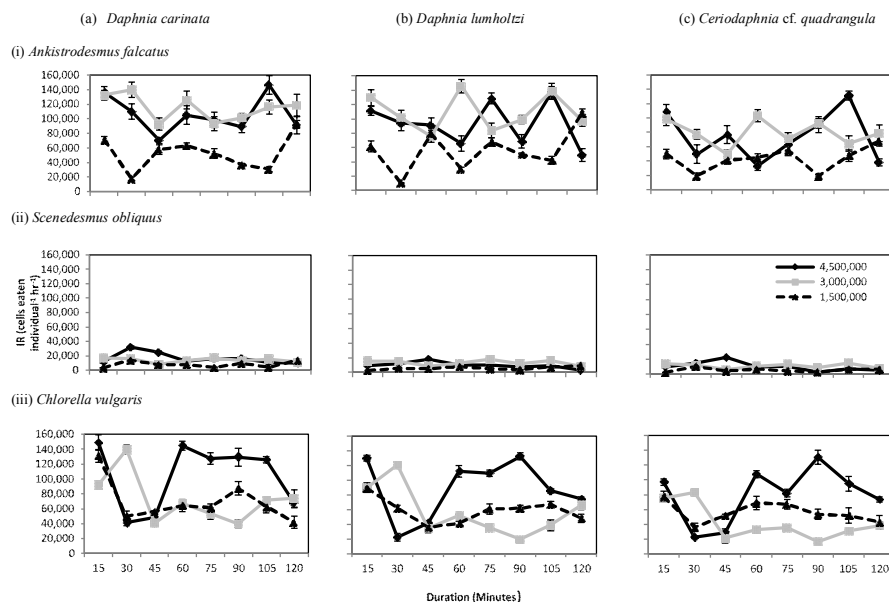 (a) Daphnia carinata
(b) Daphnia lumholtzi
(c) Ceriodaphnia cf. quadrangula
(i) Ankistrodesmus falcatus
160,000
140,000
120,000
100,000
80,000
60,000
40,000
20,000
0
(ii) Scenedesmus obliquus
IR (cells eaten
individual⁻¹ hr⁻¹)
160,000
140,000
120,000
100,000
80,000
60,000
40,000
20,000
0
4,500,000
3,000,000
1,500,000
(iii) Chlorella vulgaris
160,000
140,000
120,000
100,000
80,000
60,000
40,000
20,000
0
15 30 45 60 75 90 105 120
15 30 45 60 75 90 105 120
15 30 45 60 75 90 105 120
Duration (Minutes)